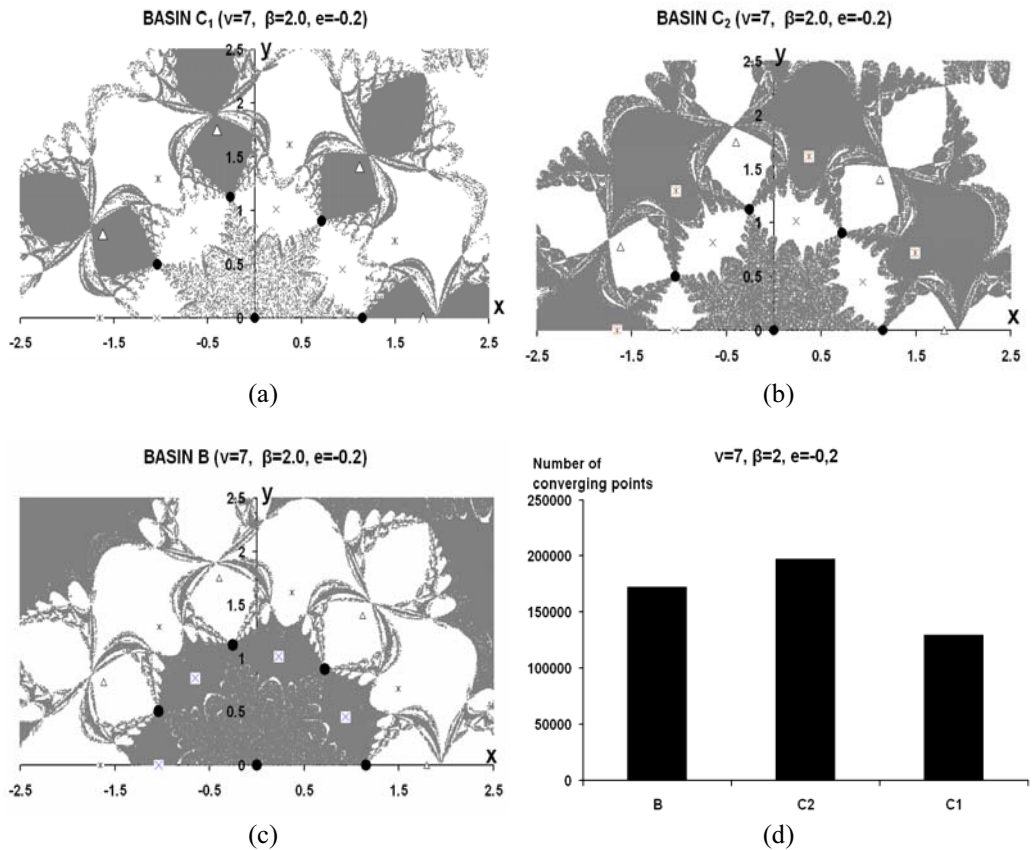 BASIN C₁ (ν=7, β=2.0, e=-0.2)
y
2.5
2
1.5
1
0.5
0
x
-2.5 -1.5 -0.5 0.5 1.5 2.5
(a)
BASIN C₂ (ν=7, β=2.0, e=-0.2)
y
2.5
2
1.5
1
0.5
0
x
-2.5 -1.5 -0.5 0.5 1.5 2.5
(b)
BASIN B (ν=7, β=2.0, e=-0.2)
y
2.5
2
1.5
1
0.5
0
x
-2.5 -1.5 -0.5 0.5 1.5 2.5
(c)
ν=7, β=2, e=-0,2
Number of
converging points
250000
200000
150000
100000
50000
0
B C2 C1
(d)